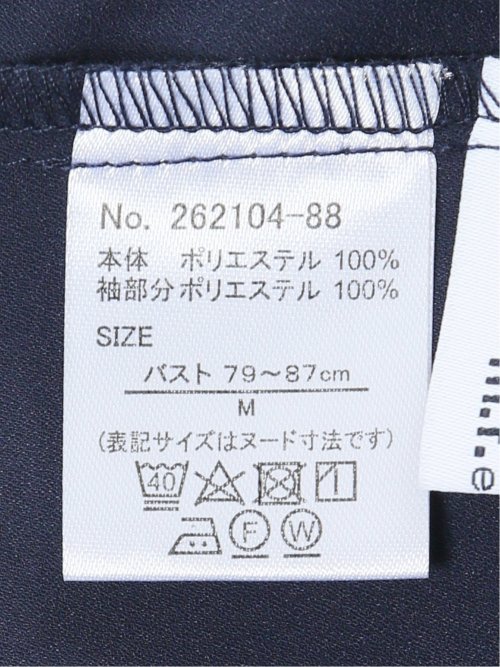 No. 262104-88
本体 ポリエステル 100%
袖部分ポリエステル 100%
SIZE
バスト 79～87cm
M
(表記サイズはヌード寸法です)
40
F W